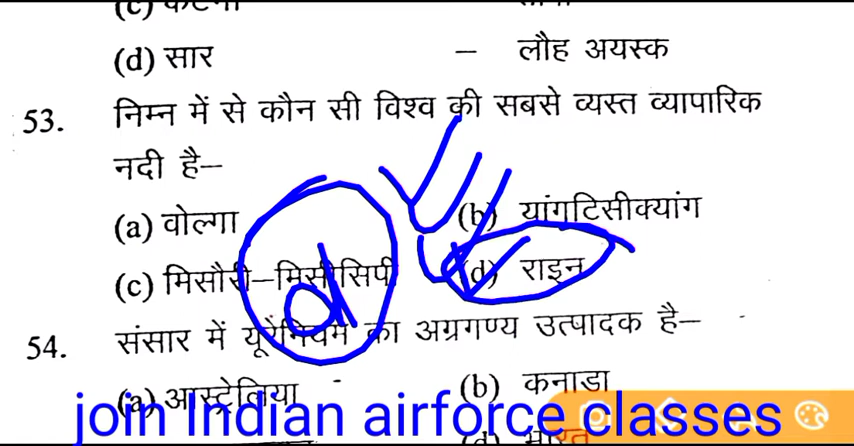 (d) सार – लौह अयस्क
53. निम्न में से कौन सी विश्व की सबसे व्यस्त व्यापारिक
नदी है–
(a) वोल्गा (b) यांगटिसीक्यांग
(c) मिसौरी–मिसीसिपी (d) राइन
d
54. संसार में यूरेनियम का अग्रगण्य उत्पादक है–
(a) आस्ट्रेलिया (b) कनाडा
join Indian airforce classes
(d) भारत